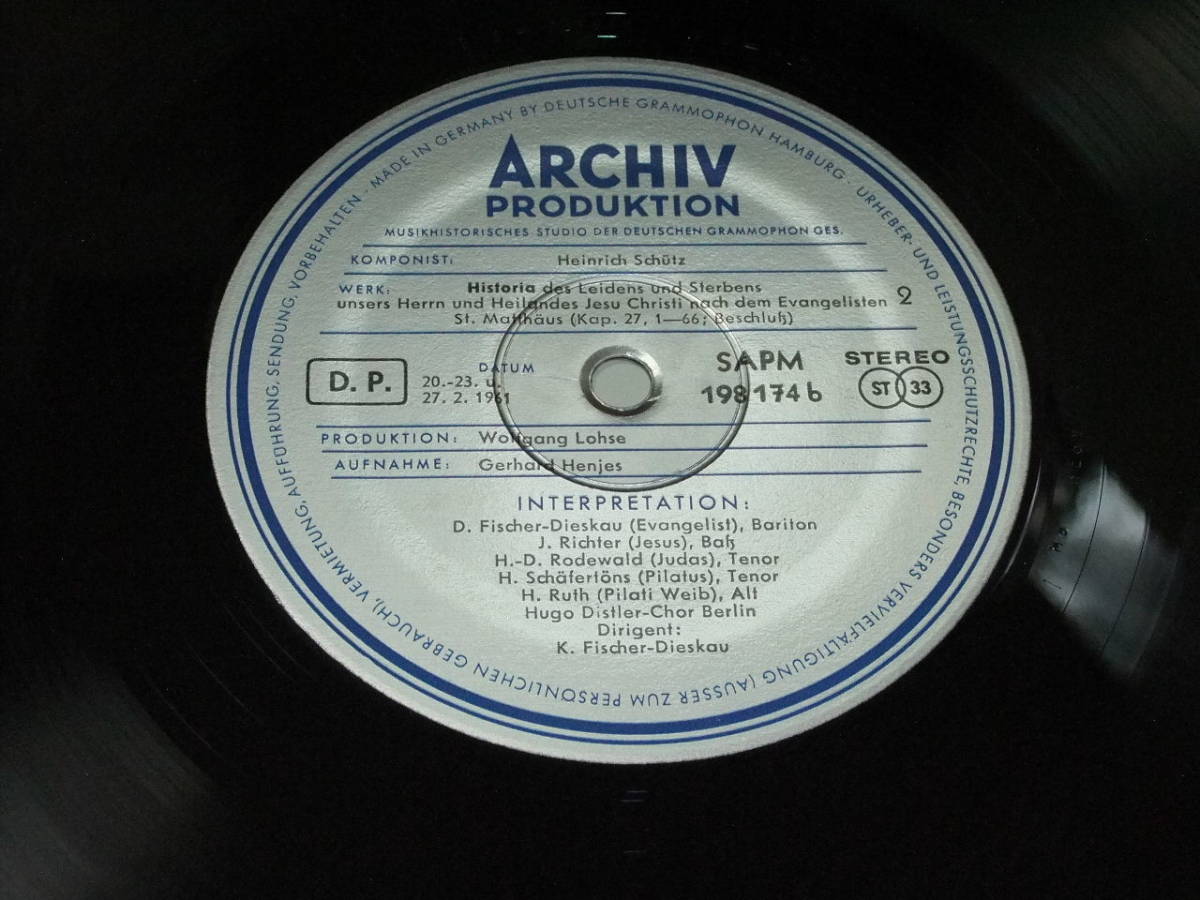 MADE IN GERMANY BY DEUTSCHE GRAMMOPHON HAMBURG · URHEBER- UND LEISTUNGSSCHUTZRECHTE, BESONDERS VERVIELFÄLTIGUNG (AUSSER ZUM PERSÖNLICHEN GEBRAUCH), VERMIETUNG, AUFFÜHRUNG, SENDUNG, VORBEHALTEN ·
ARCHIV
PRODUKTION
MUSIKHISTORISCHES STUDIO DER DEUTSCHEN GRAMMOPHON GES.
KOMPONIST: Heinrich Schütz
WERK: Historia des Leidens und Sterbens
unsers Herrn und Heilandes Jesu Christi nach dem Evangelisten 2
St. Matthäus (Kap. 27, 1—66; Beschluß)
D. P.
DATUM
20.-23. u.
27. 2. 1961
SAPM
198174 b
STEREO
ST 33
PRODUKTION: Wolfgang Lohse
AUFNAHME: Gerhard Henjes
INTERPRETATION:
D. Fischer-Dieskau (Evangelist), Bariton
J. Richter (Jesus), Baß
H.-D. Rodewald (Judas), Tenor
H. Schäfertöns (Pilatus), Tenor
H. Ruth (Pilati Weib), Alt
Hugo Distler-Chor Berlin
Dirigent:
K. Fischer-Dieskau